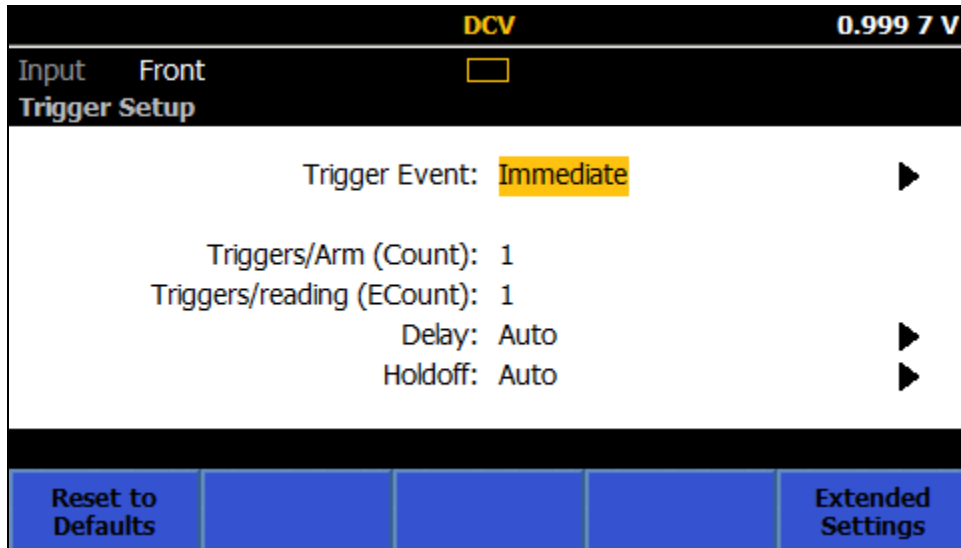 DCV 0.999 7 V
Input Front
Trigger Setup
Trigger Event: Immediate
Triggers/Arm (Count): 1
Triggers/reading (ECount): 1
Delay: Auto
Holdoff: Auto
Reset to
Defaults
Extended
Settings